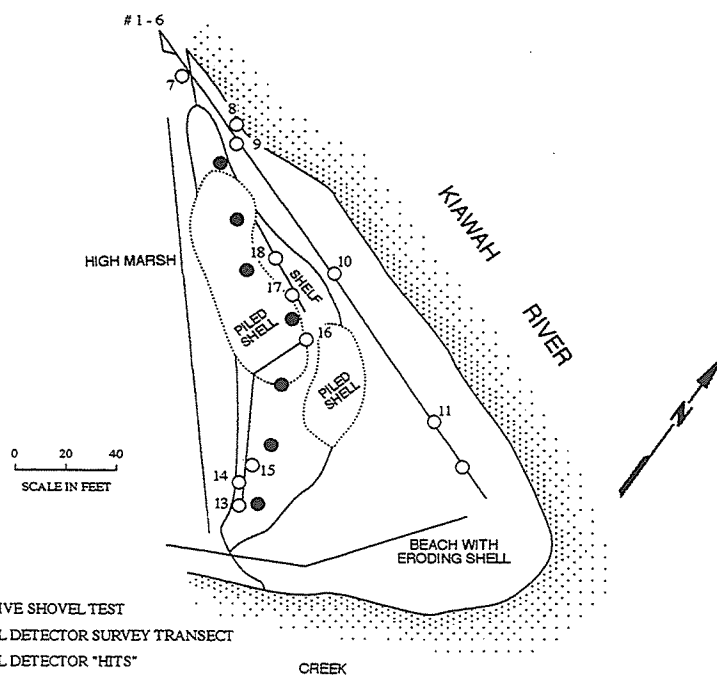 # 1 - 6
7
8
9
KIAWAH
RIVER
HIGH MARSH
18
10
SHELF
17
PILED
SHELL
16
PILED
SHELL
11
N
0 20 40
SCALE IN FEET
14
15
13
BEACH WITH
ERODING SHELL
IVE SHOVEL TEST
L DETECTOR SURVEY TRANSECT
L DETECTOR "HITS"
CREEK